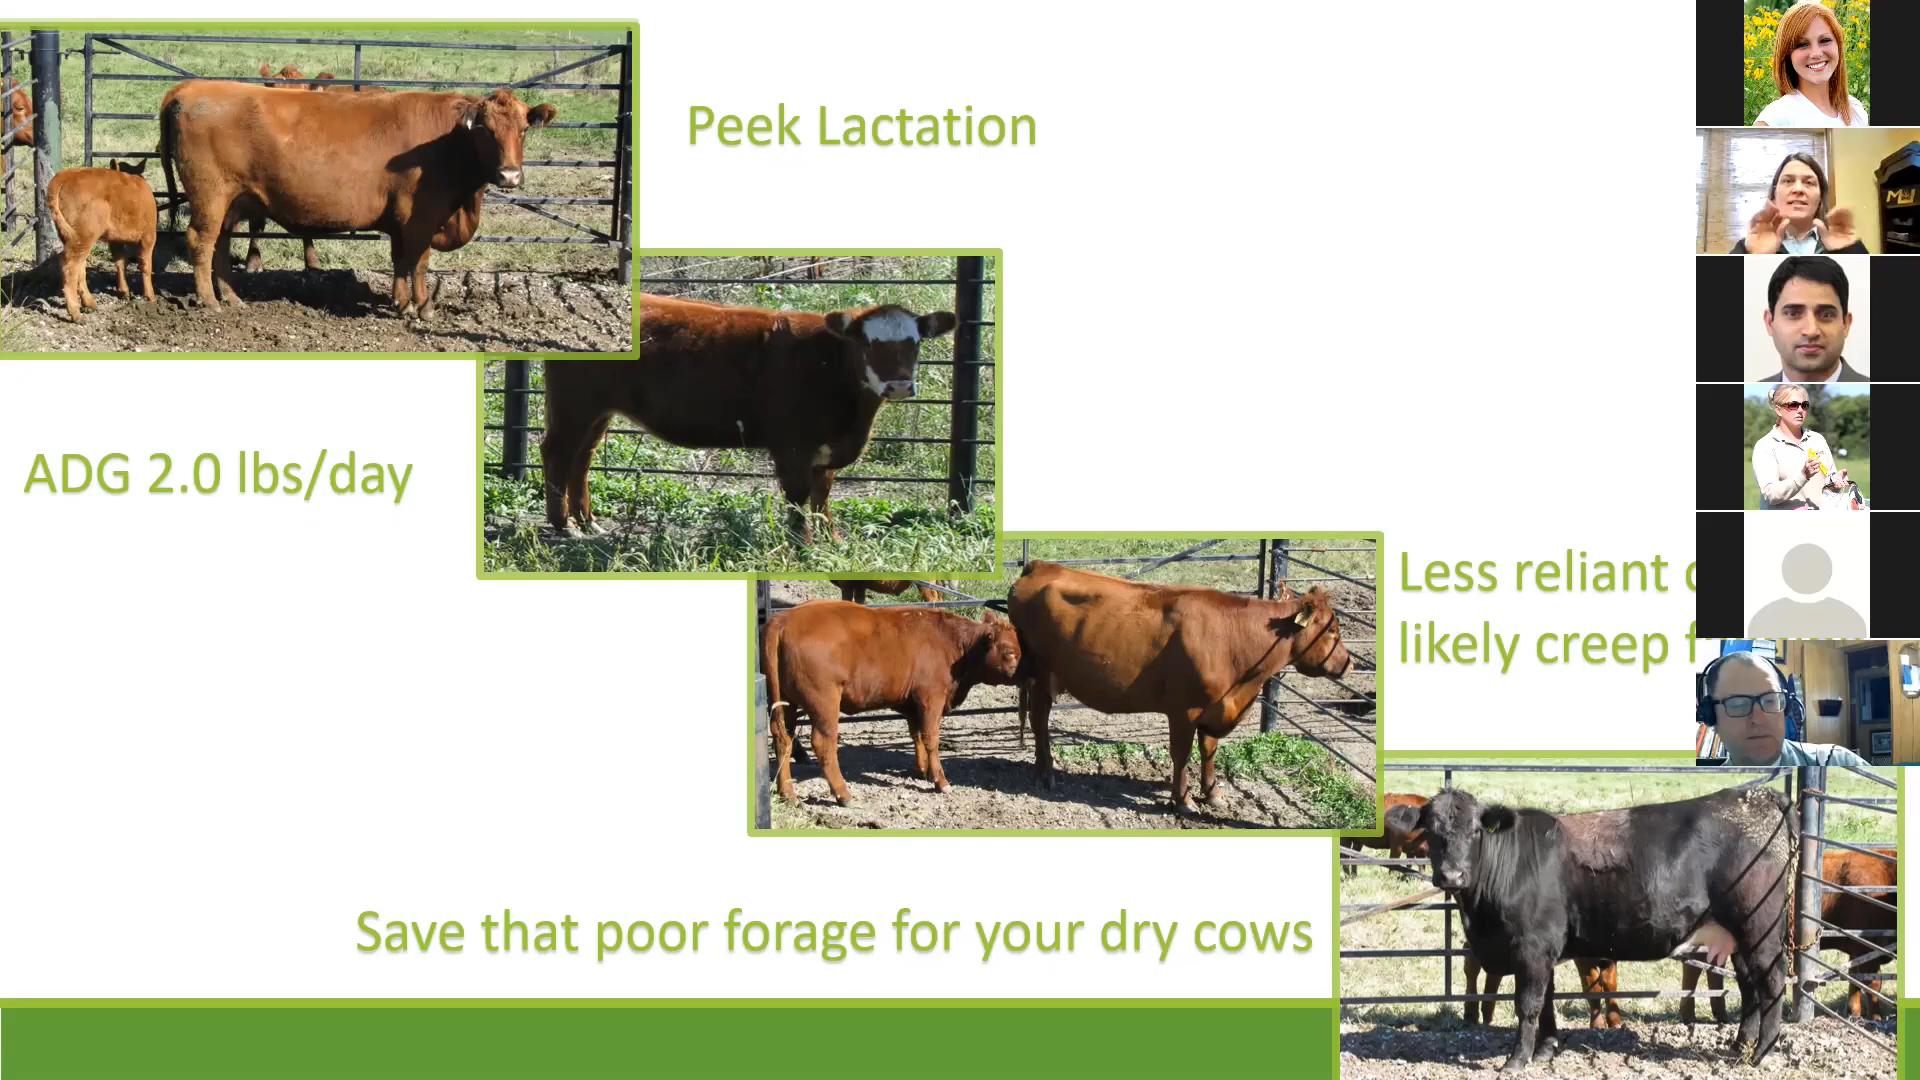 Peek Lactation
ADG 2.0 lbs/day
Less reliant
likely creep
Save that poor forage for your dry cows